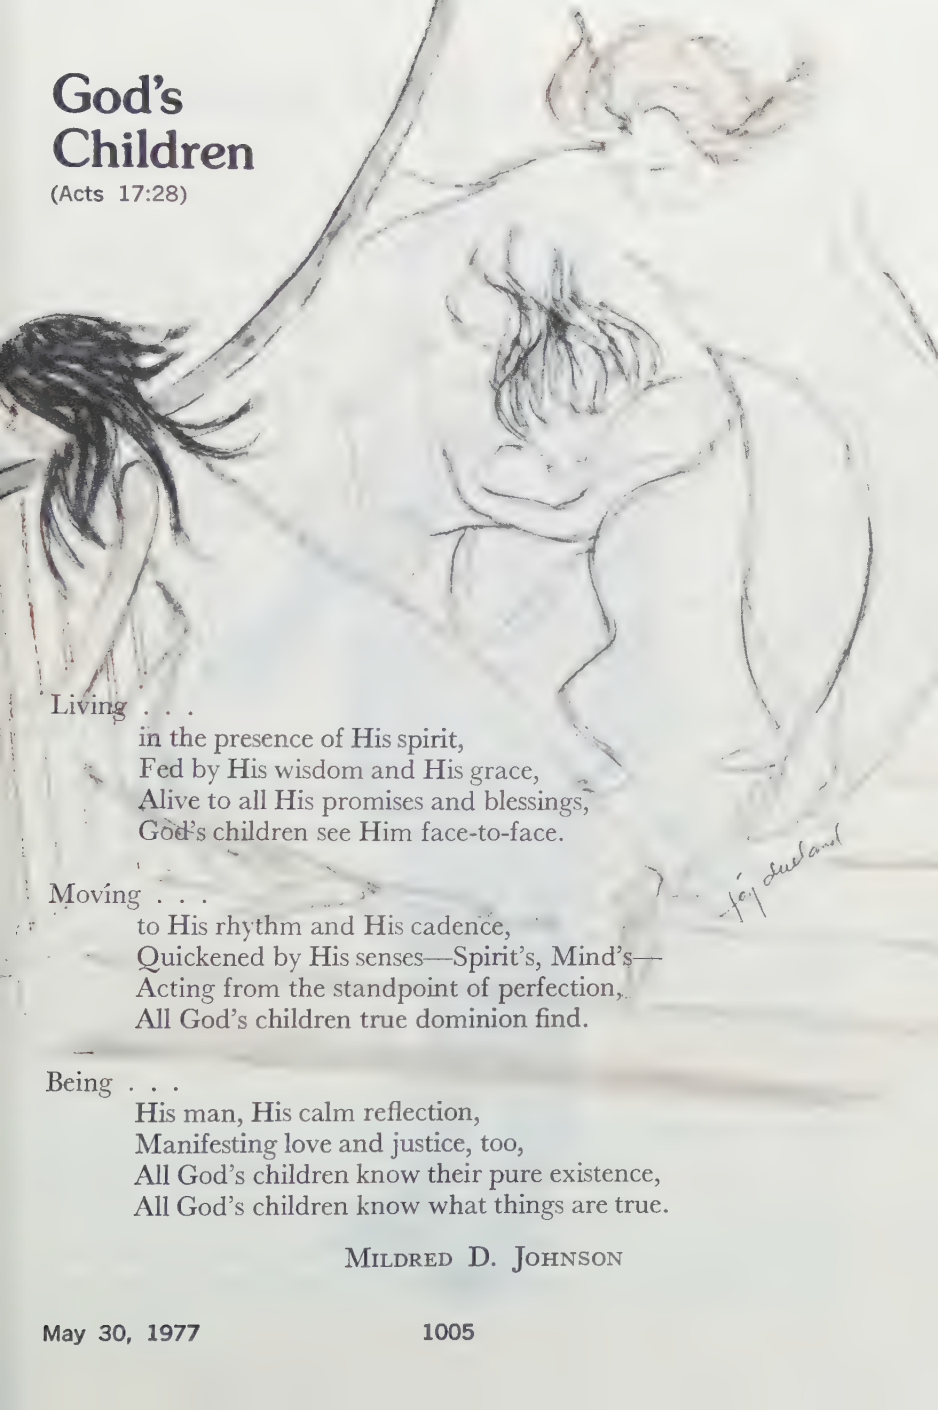 God's
Children
(Acts 17:28)
Living . . .
in the presence of His spirit,
Fed by His wisdom and His grace,
Alive to all His promises and blessings,
God's children see Him face-to-face.
Moving . . .
to His rhythm and His cadence,
Quickened by His senses—Spirit's, Mind's—
Acting from the standpoint of perfection,
All God's children true dominion find.
Being . . .
His man, His calm reflection,
Manifesting love and justice, too,
All God's children know their pure existence,
All God's children know what things are true.
MILDRED D. JOHNSON
May 30, 1977
1005